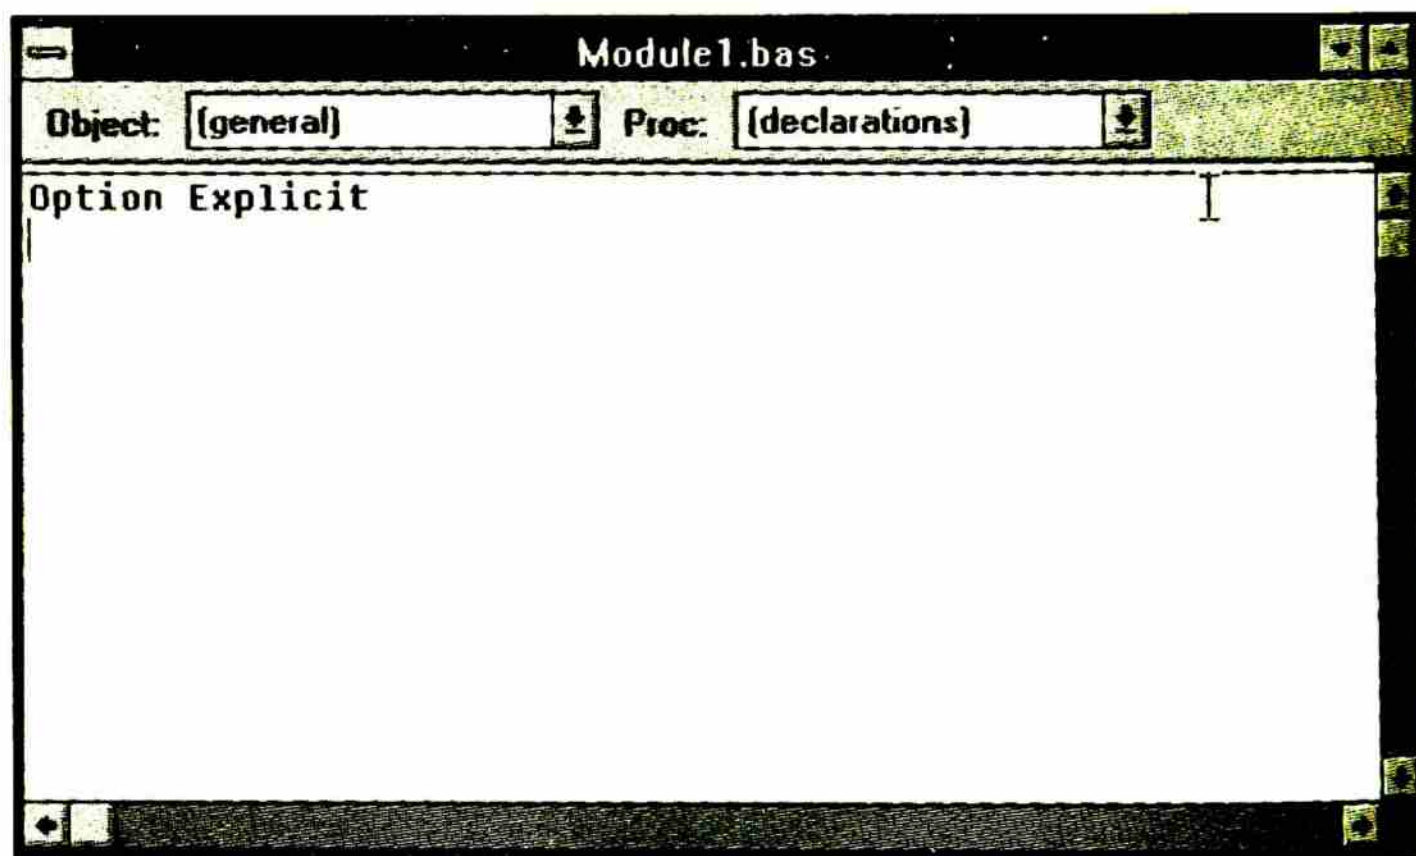 Module1.bas
Object: (general) Proc: (declarations)
Option Explicit